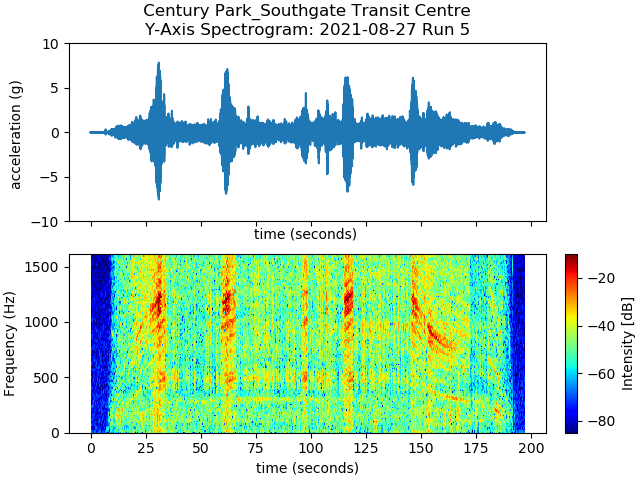 Century Park_Southgate Transit Centre
Y-Axis Spectrogram: 2021-08-27 Run 5
10
5
0
−5
−10
acceleration (g)
time (seconds)
1500
1000
500
0
Frequency (Hz)
0 25 50 75 100 125 150 175 200
time (seconds)
−20
−40
−60
−80
Intensity [dB]